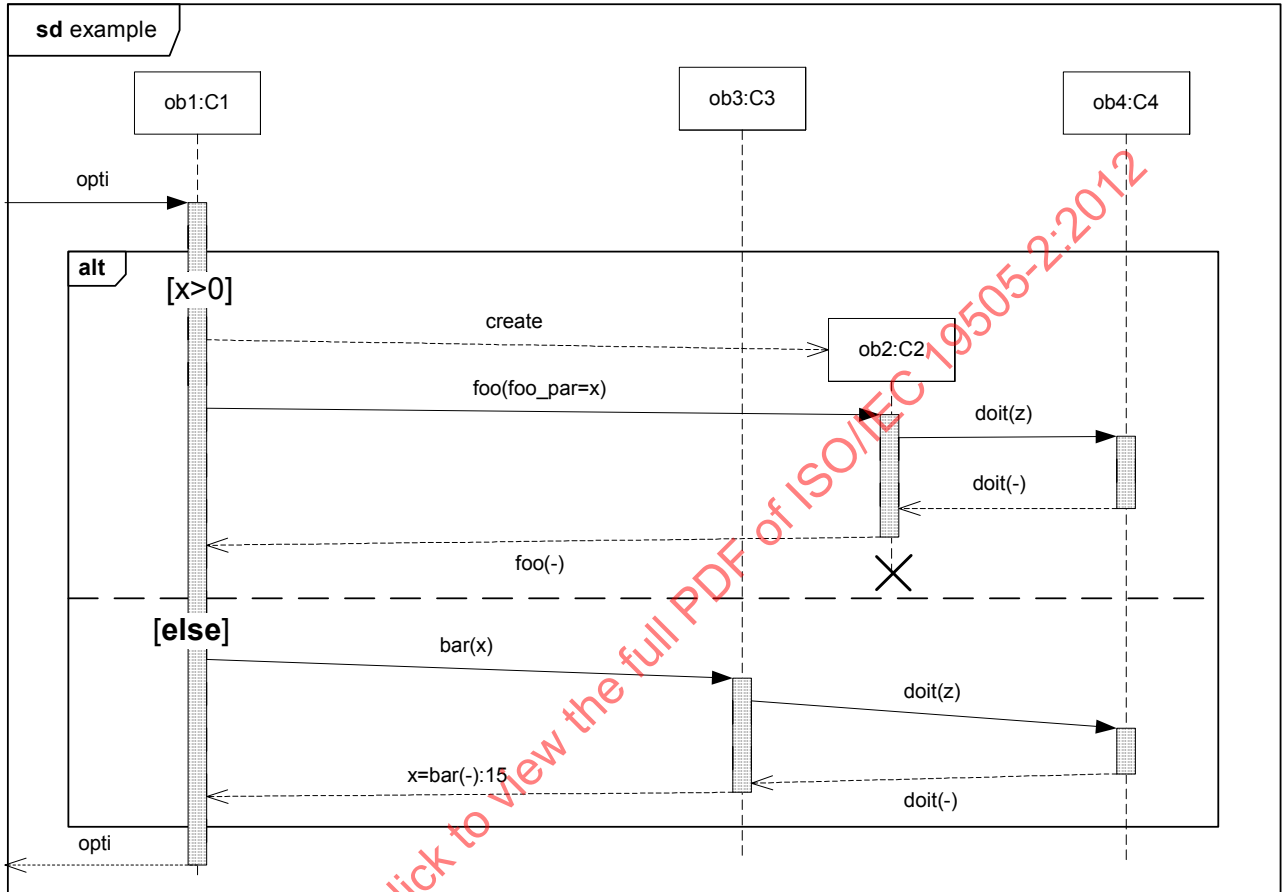 sd example
ob1:C1
ob3:C3
ob4:C4
opti
alt
[x>0]
create
ob2:C2
foo(foo_par=x)
doit(z)
doit(-)
foo(-)
[else]
bar(x)
doit(z)
x=bar(-):15
doit(-)
opti
lick to view the full PDF of ISO/IEC 19505-2:2012